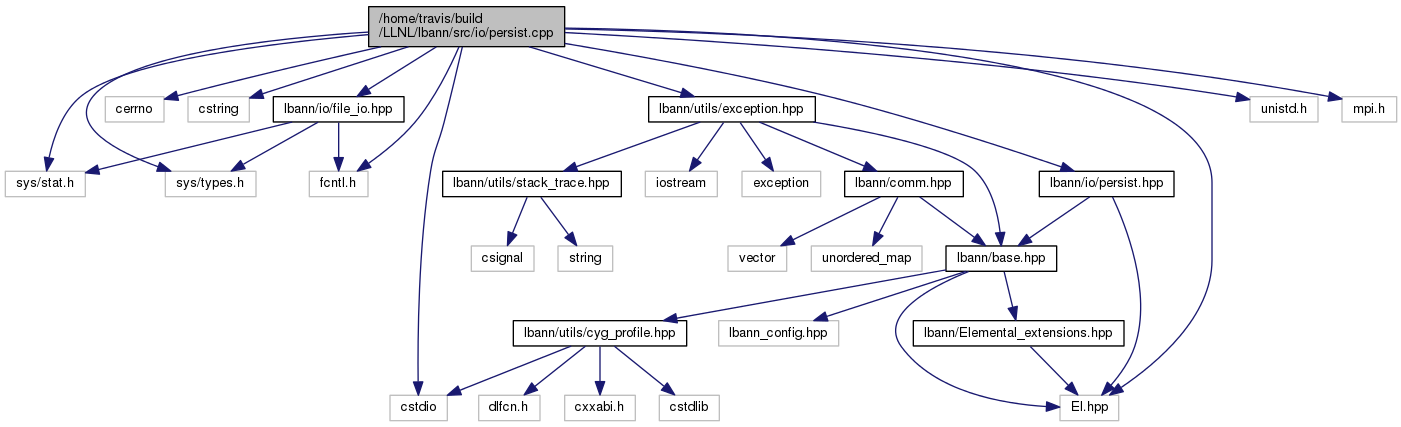 /home/travis/build
/LLNL/lbann/src/io/persist.cpp
cerrno
cstring
lbann/io/file_io.hpp
lbann/utils/exception.hpp
unistd.h
mpi.h
sys/stat.h
sys/types.h
fcntl.h
lbann/utils/stack_trace.hpp
iostream
exception
lbann/comm.hpp
lbann/io/persist.hpp
csignal
string
vector
unordered_map
lbann/base.hpp
lbann/utils/cyg_profile.hpp
lbann_config.hpp
lbann/Elemental_extensions.hpp
cstdio
dlfcn.h
cxxabi.h
cstdlib
El.hpp